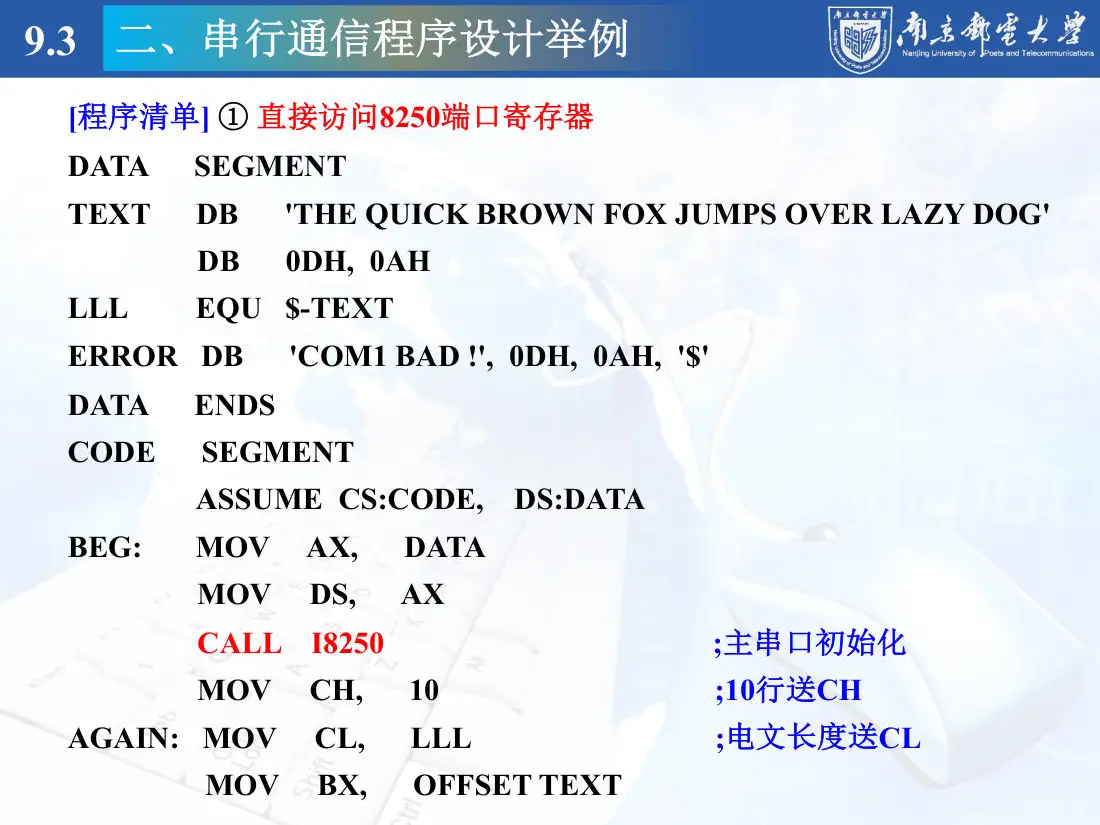 9.3 二、串行通信程序设计举例
南京邮电大学
Nanjing University of Posts and Telecommunications
[程序清单] ① 直接访问8250端口寄存器
DATA SEGMENT
TEXT DB 'THE QUICK BROWN FOX JUMPS OVER LAZY DOG'
DB 0DH, 0AH
LLL EQU $-TEXT
ERROR DB 'COM1 BAD !', 0DH, 0AH, '$'
DATA ENDS
CODE SEGMENT
ASSUME CS:CODE, DS:DATA
BEG: MOV AX, DATA
MOV DS, AX
CALL I8250 ;主串口初始化
MOV CH, 10 ;10行送CH
AGAIN: MOV CL, LLL ;电文长度送CL
MOV BX, OFFSET TEXT